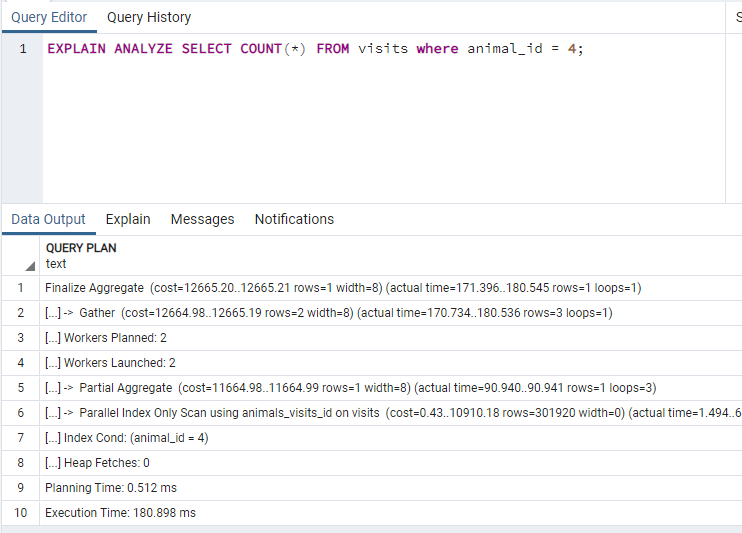 Query Editor Query History
1 EXPLAIN ANALYZE SELECT COUNT(*) FROM visits where animal_id = 4;
Data Output Explain Messages Notifications
QUERY PLAN
text
1 Finalize Aggregate (cost=12665.20..12665.21 rows=1 width=8) (actual time=171.396..180.545 rows=1 loops=1)
2 [...] -> Gather (cost=12664.98..12665.19 rows=2 width=8) (actual time=170.734..180.536 rows=3 loops=1)
3 [...] Workers Planned: 2
4 [...] Workers Launched: 2
5 [...] -> Partial Aggregate (cost=11664.98..11664.99 rows=1 width=8) (actual time=90.940..90.941 rows=1 loops=3)
6 [...] -> Parallel Index Only Scan using animals_visits_id on visits (cost=0.43..10910.18 rows=301920 width=0) (actual time=1.494..6
7 [...] Index Cond: (animal_id = 4)
8 [...] Heap Fetches: 0
9 Planning Time: 0.512 ms
10 Execution Time: 180.898 ms